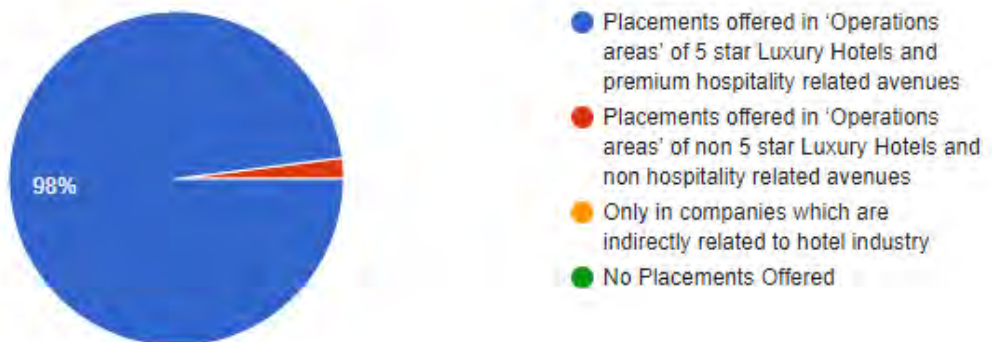 98%
Placements offered in ‘Operations
areas’ of 5 star Luxury Hotels and
premium hospitality related avenues
Placements offered in ‘Operations
areas’ of non 5 star Luxury Hotels and
non hospitality related avenues
Only in companies which are
indirectly related to hotel industry
No Placements Offered